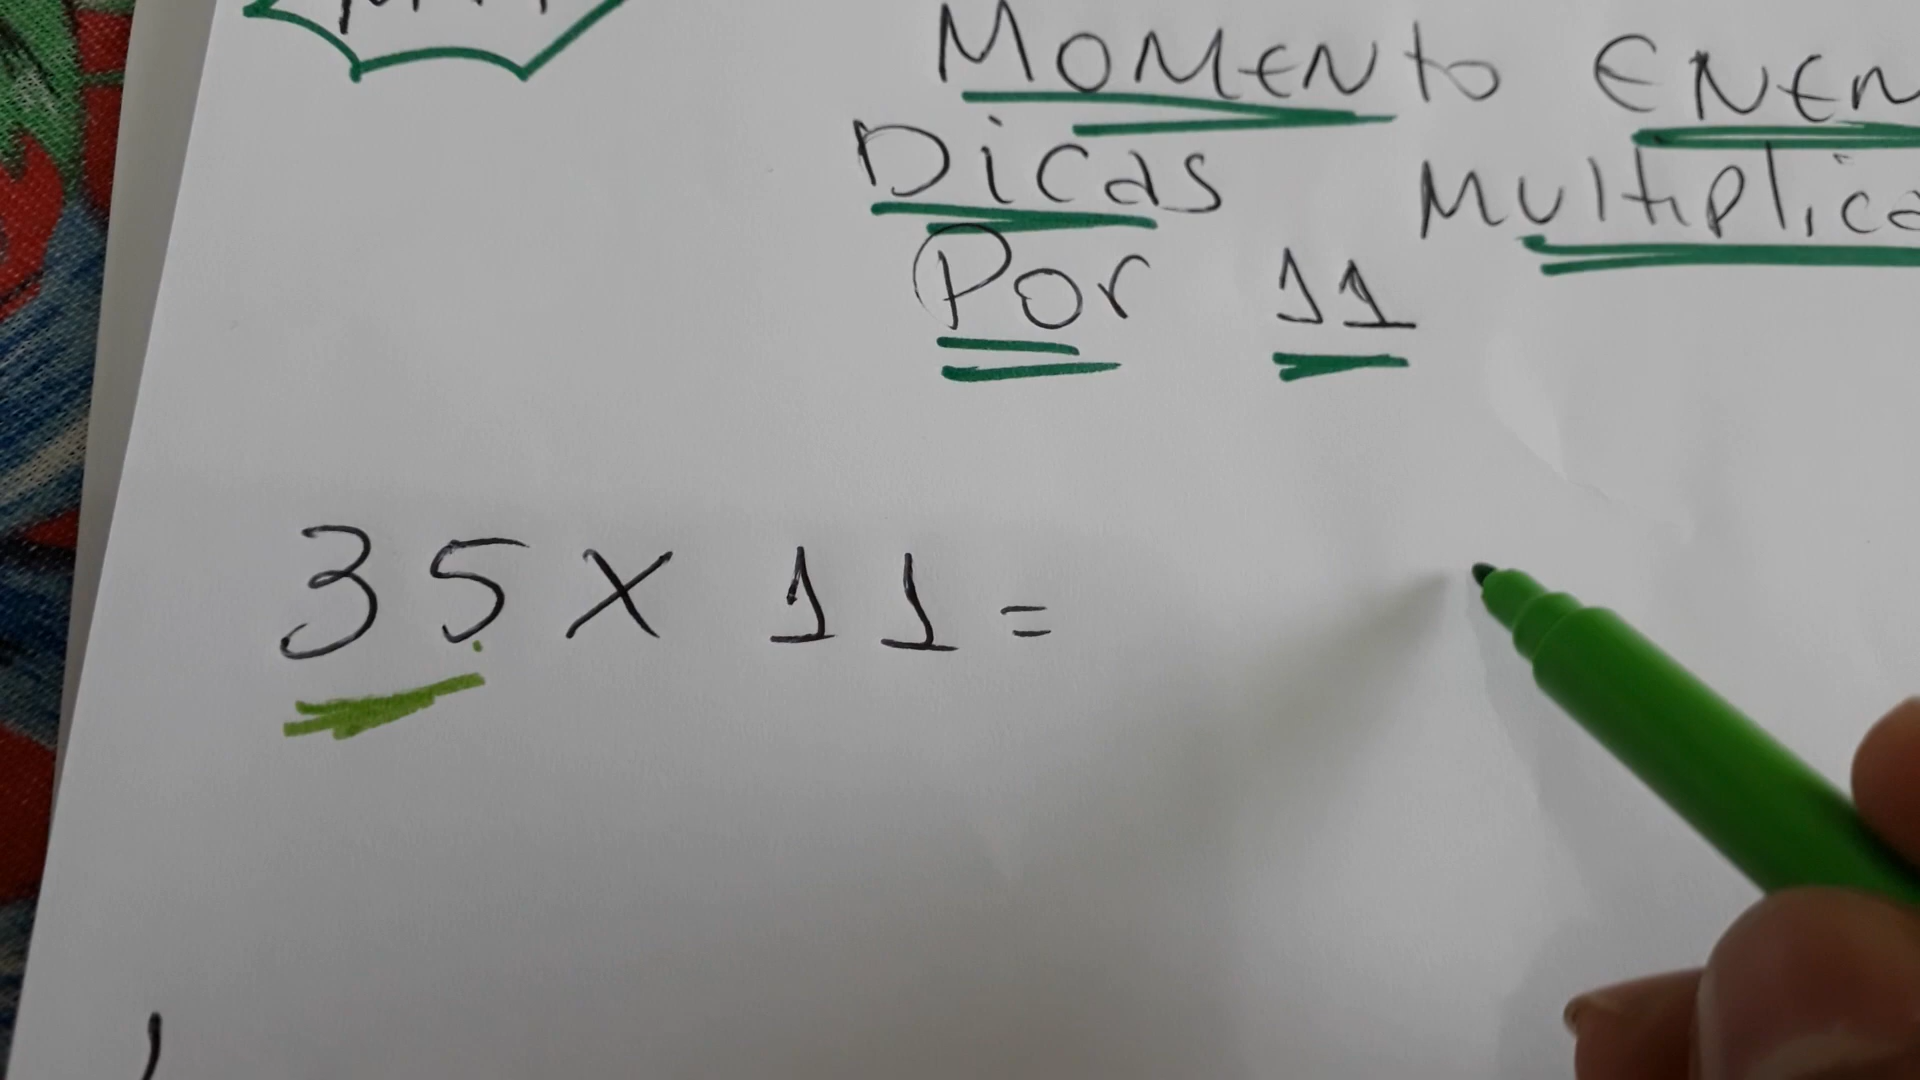 Momento ENEM
Dicas Multiplica
Por 11
35 x 11 =